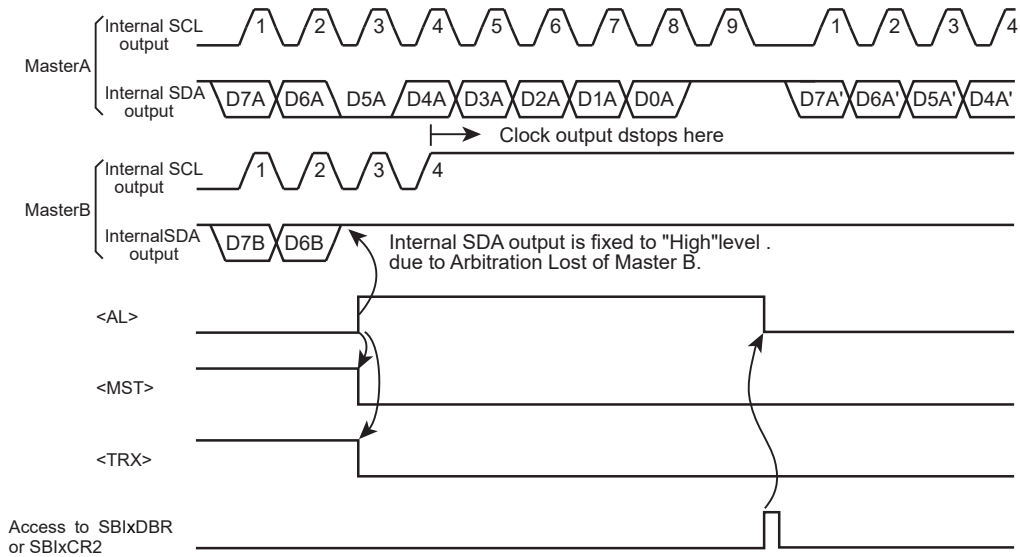 Internal SCL
output
1 2 3 4 5 6 7 8 9 1 2 3 4
MasterA
Internal SDA
output
D7A D6A D5A D4A D3A D2A D1A D0A D7A' D6A' D5A' D4A'
Clock output dstops here
Internal SCL
output
1 2 3 4
MasterB
InternalSDA
output
D7B D6B
Internal SDA output is fixed to "High"level .
due to Arbitration Lost of Master B.
<AL>
<MST>
<TRX>
Access to SBIxDBR
or SBIxCR2